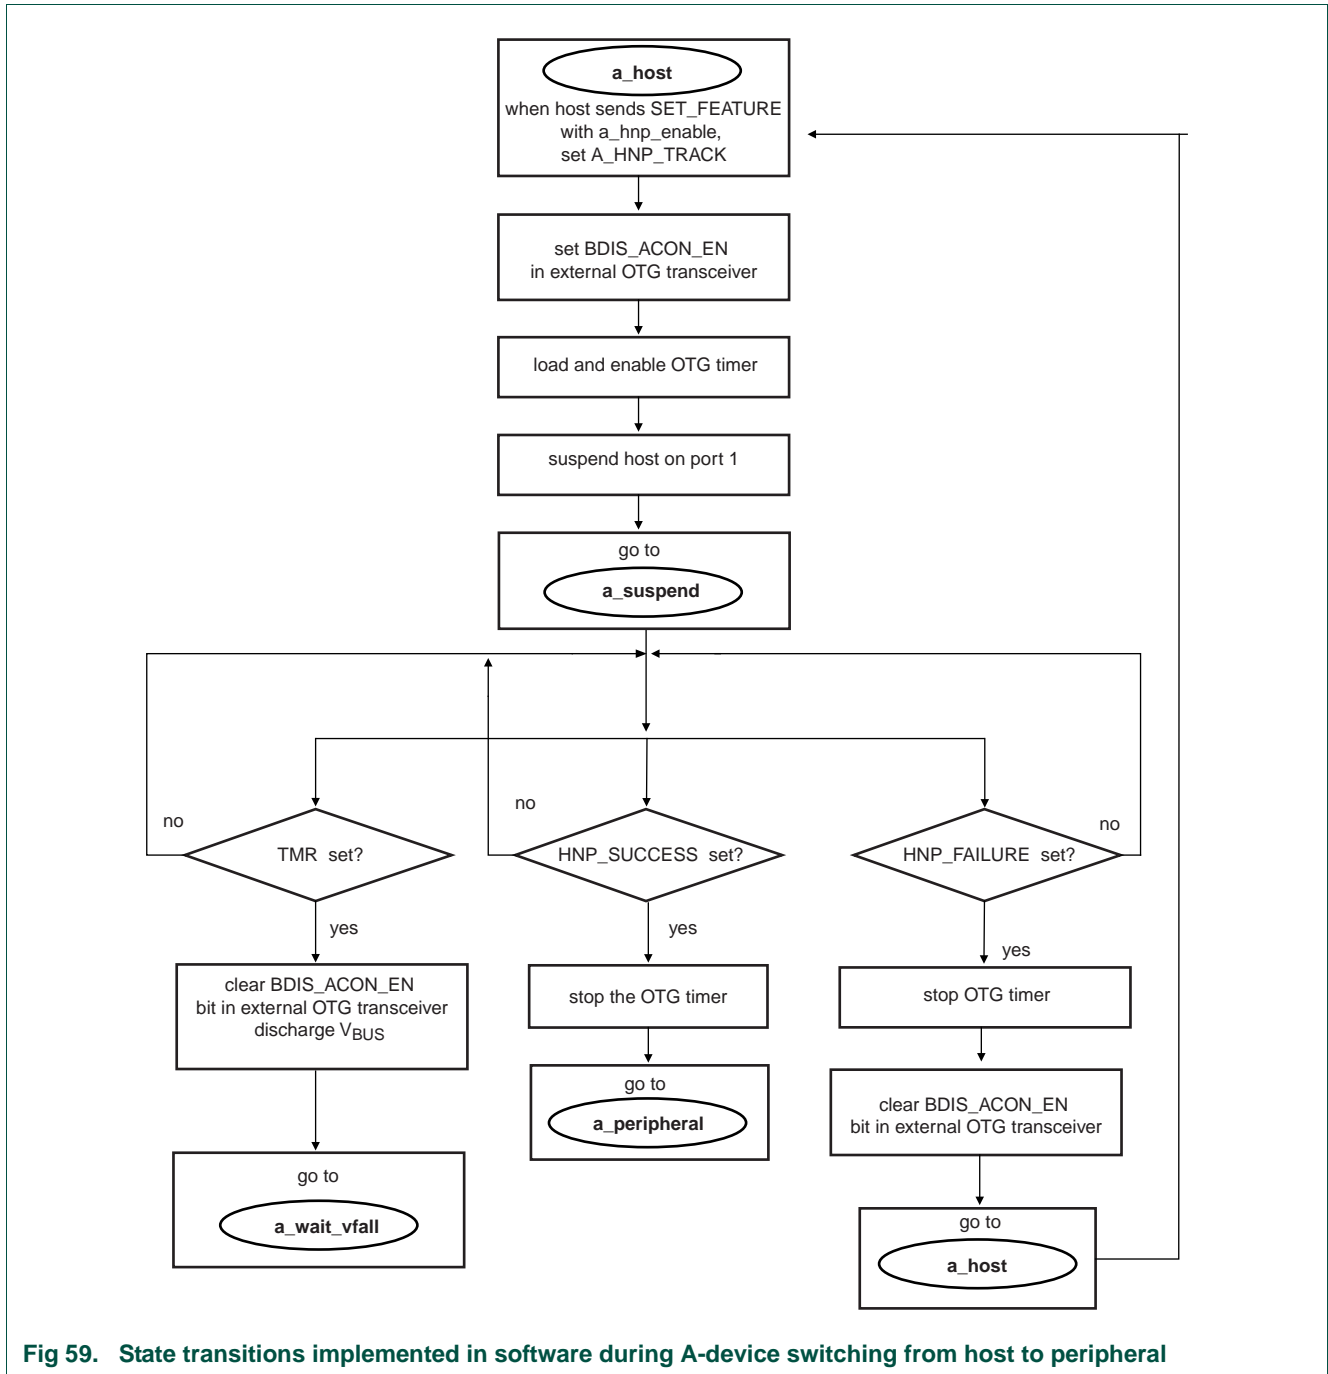 a_host
when host sends SET_FEATURE
with a_hnp_enable,
set A_HNP_TRACK
set BDIS_ACON_EN
in external OTG transceiver
load and enable OTG timer
suspend host on port 1
go to
a_suspend
no
TMR set?
no
HNP_SUCCESS set?
no
HNP_FAILURE set?
yes
yes
yes
clear BDIS_ACON_EN
bit in external OTG transceiver
discharge VBUS
stop the OTG timer
stop OTG timer
go to
a_peripheral
clear BDIS_ACON_EN
bit in external OTG transceiver
go to
a_wait_vfall
go to
a_host
Fig 59. State transitions implemented in software during A-device switching from host to peripheral